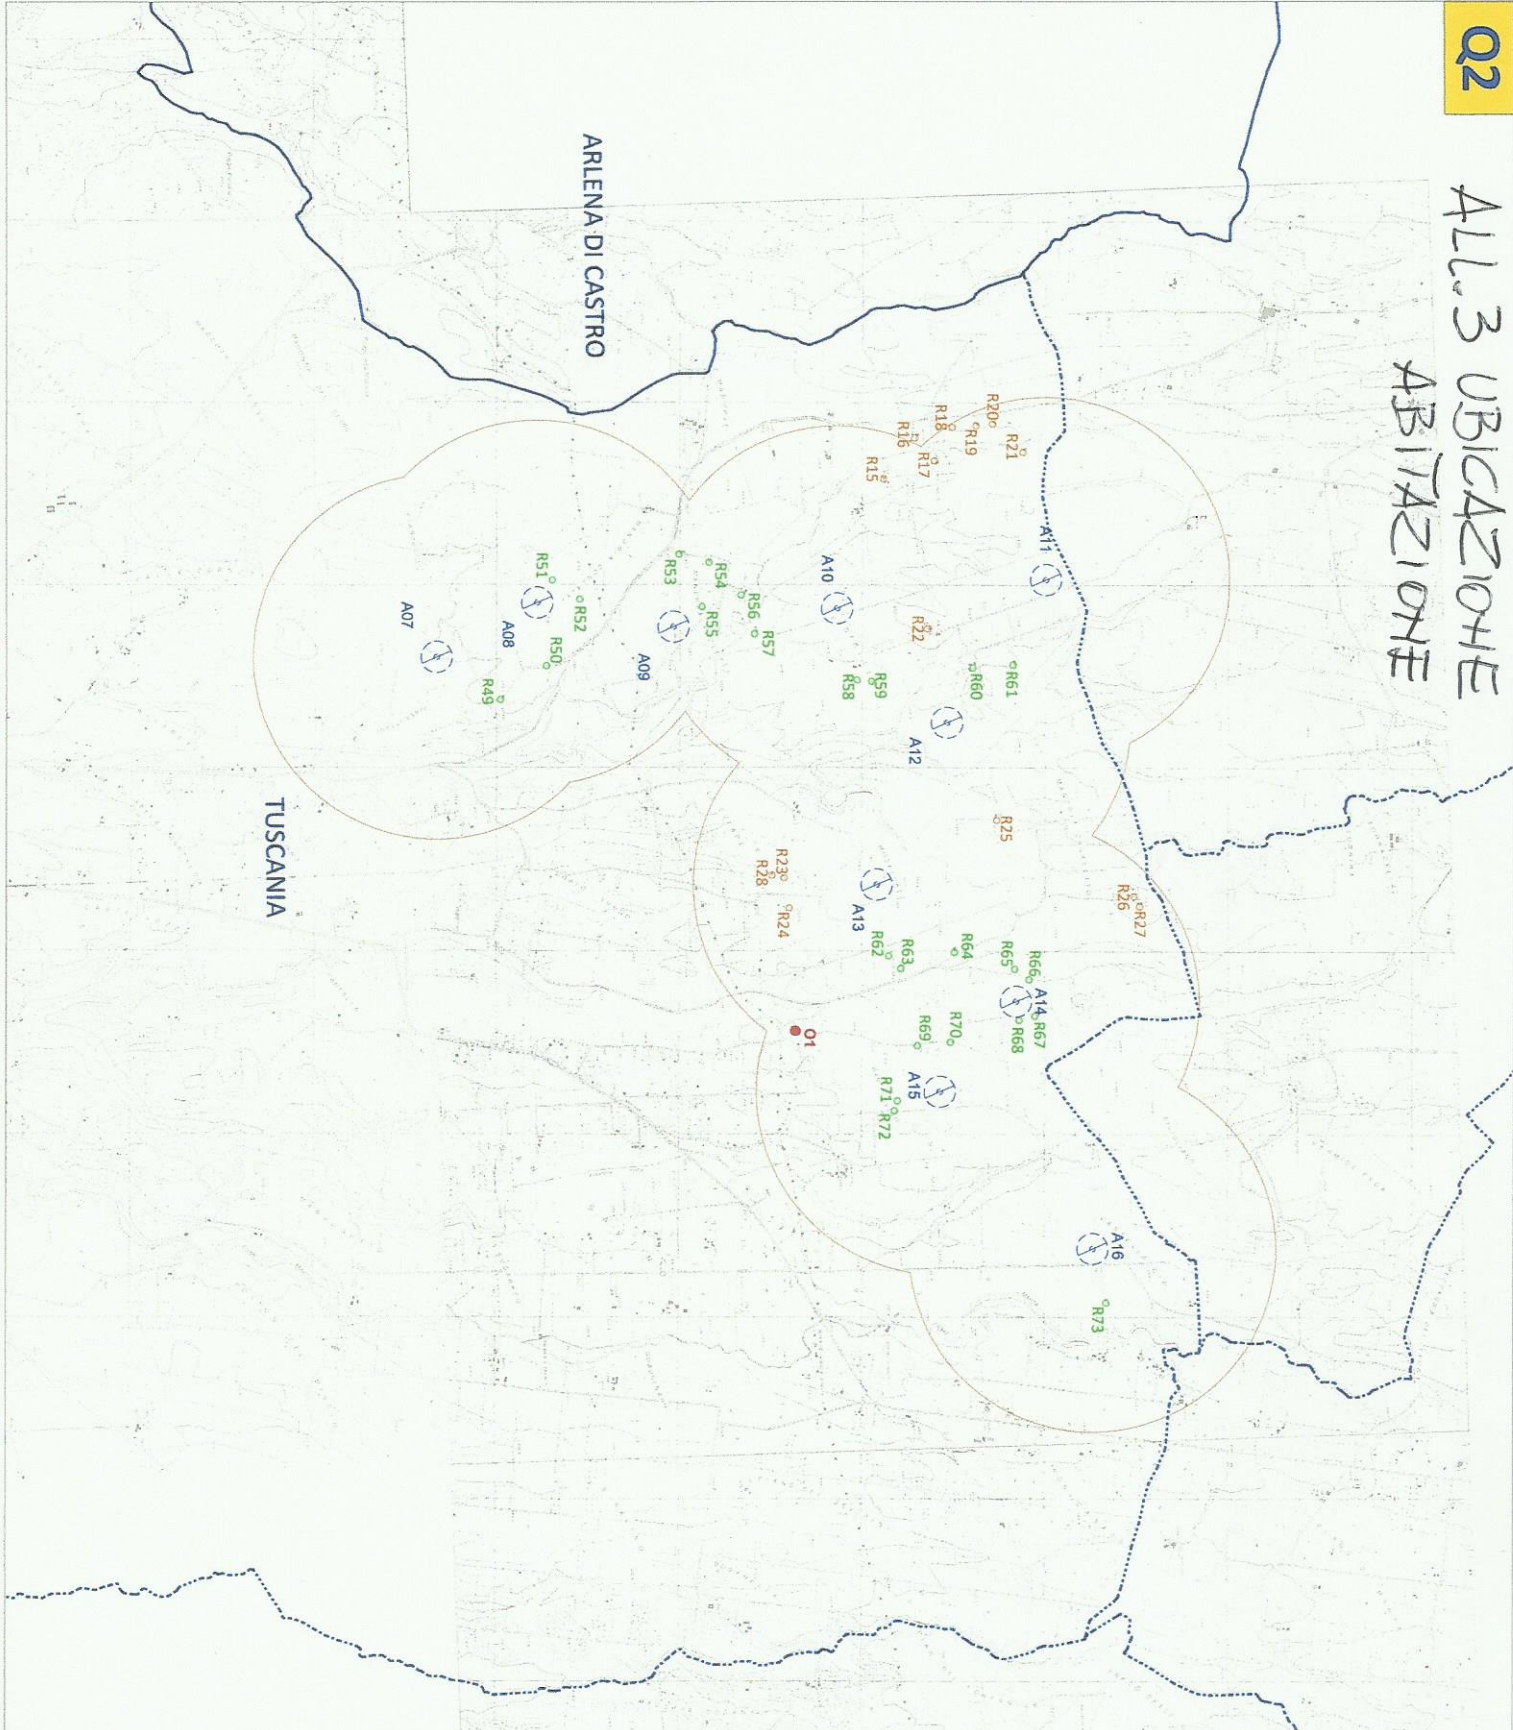 Q2
ALL.3 UBICAZIONE
ABITAZIONE
ARLENA DI CASTRO
TUSCANIA
R20
R21
R18
R19
R16
R17
R15
A11
A10
R22
R61
R60
R59
R58
A12
R51
R52
R53
R54
R55
R56
R57
A07
A08
R50
A09
R49
R25
R23
R28
R24
A13
R26
R27
R62
R63
R64
R65
R66
A14
R67
R68
R69
R70
O1
A15
R71
R72
A16
R73